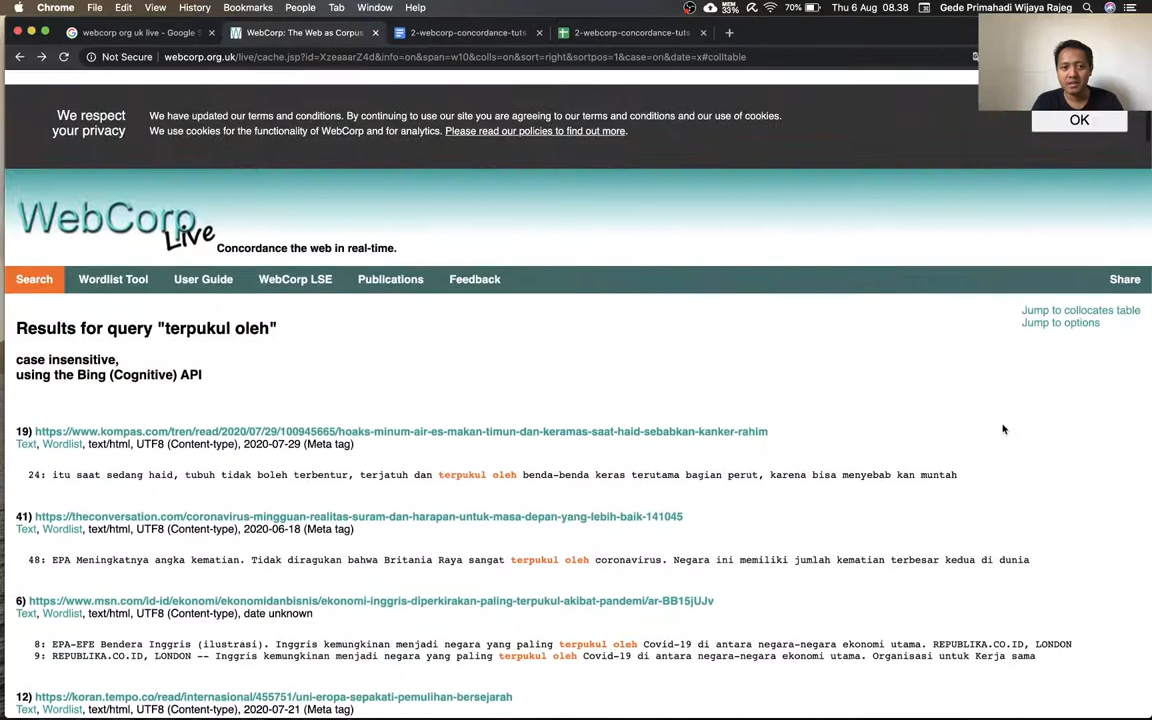 Chrome File Edit View History Bookmarks People Tab Window Help MEM 33% 70% Thu 6 Aug 08.38 Gede Primahadi Wijaya Rajeg
webcorp org uk live - Google S WebCorp: The Web as Corpus 2-webcorp-concordance-tuts 2-webcorp-concordance-tuts
Not Secure webcorp.org.uk/live/cache.jsp?id=XzeaaarZ4d&info=on&span=w10&colls=on&sort=right&sortpos=1&case=on&date=x#colltable
We respect your privacy
We have updated our terms and conditions. By continuing to use our site you are agreeing to our terms and conditions and our use of cookies.
We use cookies for the functionality of WebCorp and for analytics. Please read our policies to find out more.
OK
WebCorp Live Concordance the web in real-time.
Search Wordlist Tool User Guide WebCorp LSE Publications Feedback Share
Jump to collocates table
Jump to options
Results for query "terpukul oleh"
case insensitive,
using the Bing (Cognitive) API
19) https://www.kompas.com/tren/read/2020/07/29/100945665/hoaks-minum-air-es-makan-timun-dan-keramas-saat-haid-sebabkan-kanker-rahim
Text, Wordlist, text/html, UTF8 (Content-type), 2020-07-29 (Meta tag)
24: itu saat sedang haid, tubuh tidak boleh terbentur, terjatuh dan terpukul oleh benda-benda keras terutama bagian perut, karena bisa menyebab kan muntah
41) https://theconversation.com/coronavirus-mingguan-realitas-suram-dan-harapan-untuk-masa-depan-yang-lebih-baik-141045
Text, Wordlist, text/html, UTF8 (Content-type), 2020-06-18 (Meta tag)
48: EPA Meningkatnya angka kematian. Tidak diragukan bahwa Britania Raya sangat terpukul oleh coronavirus. Negara ini memiliki jumlah kematian terbesar kedua di dunia
6) https://www.msn.com/id-id/ekonomi/ekonomidanbisnis/ekonomi-inggris-diperkirakan-paling-terpukul-akibat-pandemi/ar-BB15jUJv
Text, Wordlist, text/html, UTF8 (Content-type), date unknown
8: EPA-EFE Bendera Inggris (ilustrasi). Inggris kemungkinan menjadi negara yang paling terpukul oleh Covid-19 di antara negara-negara ekonomi utama. REPUBLIKA.CO.ID, LONDON
9: REPUBLIKA.CO.ID, LONDON -- Inggris kemungkinan menjadi negara yang paling terpukul oleh Covid-19 di antara negara-negara ekonomi utama. Organisasi untuk Kerja sama
12) https://koran.tempo.co/read/internasional/455751/uni-eropa-sepakati-pemulihan-bersejarah
Text, Wordlist, text/html, UTF8 (Content-type), 2020-07-21 (Meta tag)